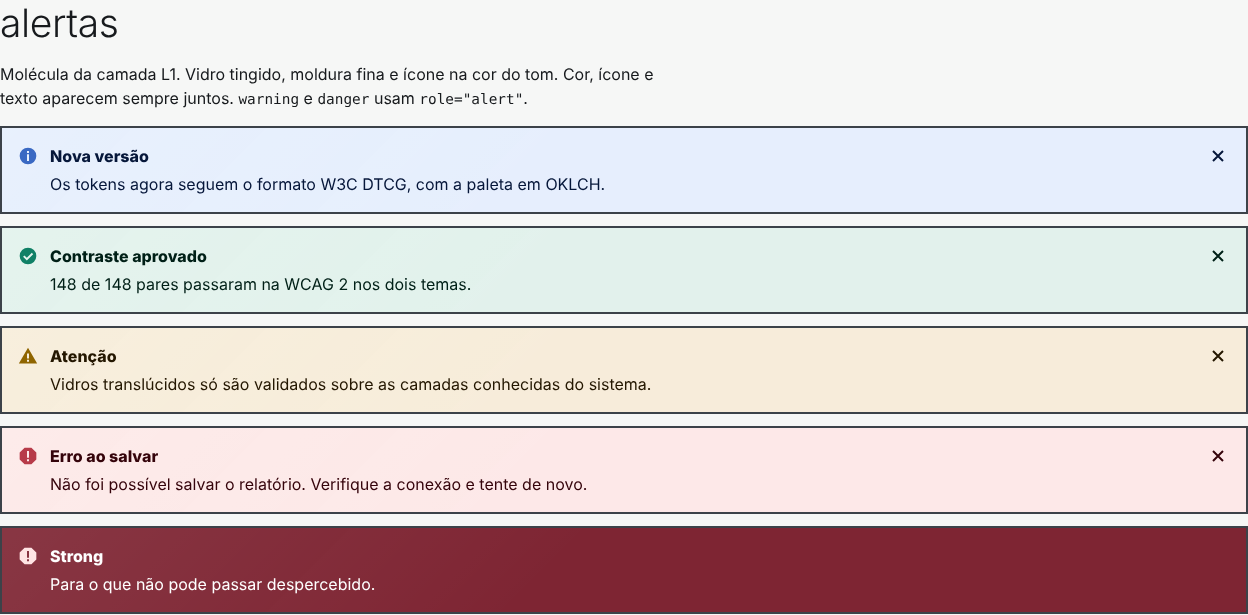 alertas
Molécula da camada L1. Vidro tingido, moldura fina e ícone na cor do tom. Cor, ícone e
texto aparecem sempre juntos. warning e danger usam role="alert".
Nova versão
Os tokens agora seguem o formato W3C DTCG, com a paleta em OKLCH.
Contraste aprovado
148 de 148 pares passaram na WCAG 2 nos dois temas.
Atenção
Vidros translúcidos só são validados sobre as camadas conhecidas do sistema.
Erro ao salvar
Não foi possível salvar o relatório. Verifique a conexão e tente de novo.
Strong
Para o que não pode passar despercebido.